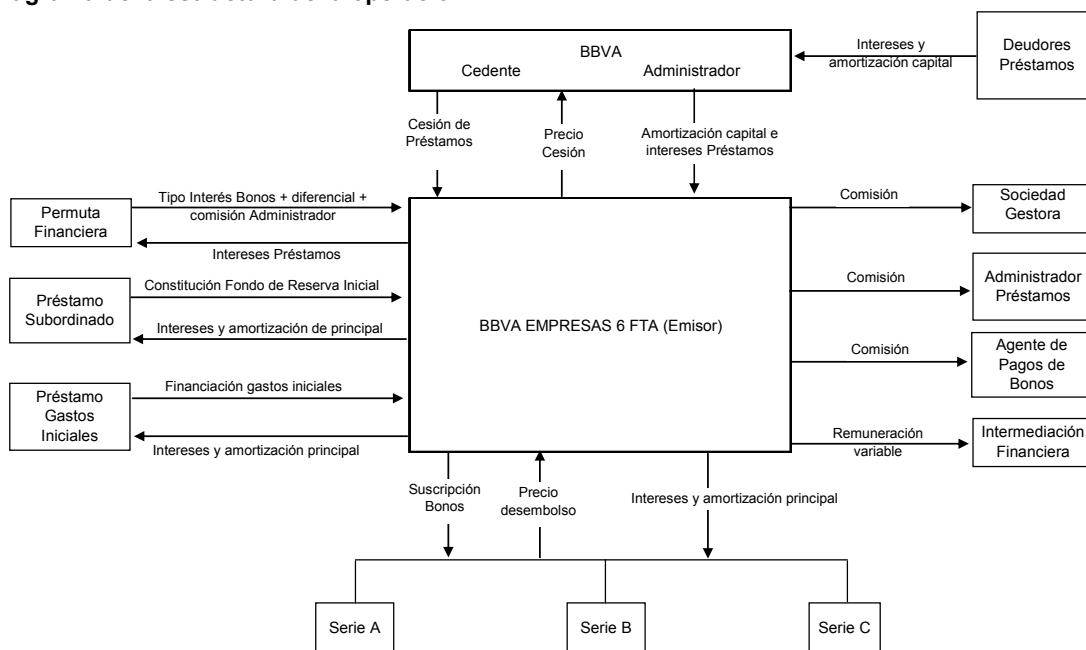 BBVA
Cedente
Administrador
Intereses y
amortización capital
Deudores
Préstamos
Cesión de
Préstamos
Precio
Cesión
Amortización capital e
intereses Préstamos
Permuta
Financiera
Tipo Interés Bonos + diferencial +
comisión Administrador
Intereses Préstamos
Préstamo
Subordinado
Constitución Fondo de Reserva Inicial
Intereses y amortización de principal
Préstamo
Gastos
Iniciales
Financiación gastos iniciales
Intereses y amortización principal
BBVA EMPRESAS 6 FTA (Emisor)
Comisión
Sociedad
Gestora
Comisión
Administrador
Préstamos
Comisión
Agente de
Pagos de
Bonos
Remuneración
variable
Intermediación
Financiera
Suscripción
Bonos
Precio
desembolso
Intereses y amortización principal
Serie A
Serie B
Serie C